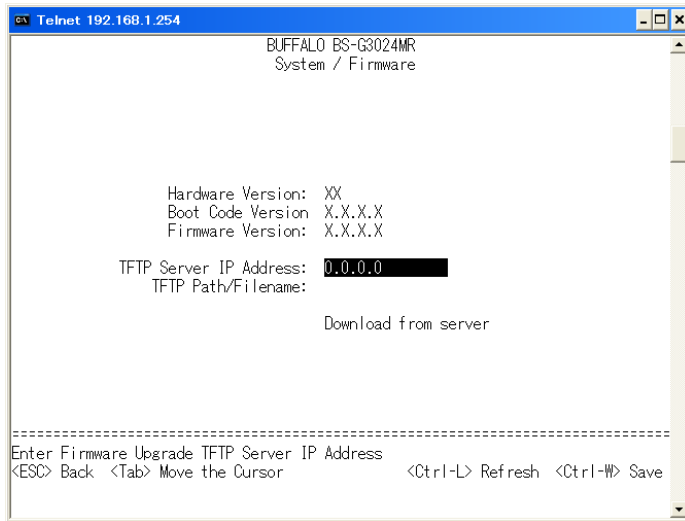 Telnet 192.168.1.254
BUFFALO BS-G3024MR
System / Firmware
Hardware Version: XX
Boot Code Version X.X.X.X
Firmware Version: X.X.X.X
TFTP Server IP Address: 0.0.0.0
TFTP Path/Filename:
Download from server
================================================================================
Enter Firmware Upgrade TFTP Server IP Address
<ESC> Back <Tab> Move the Cursor <Ctrl-L> Refresh <Ctrl-W> Save